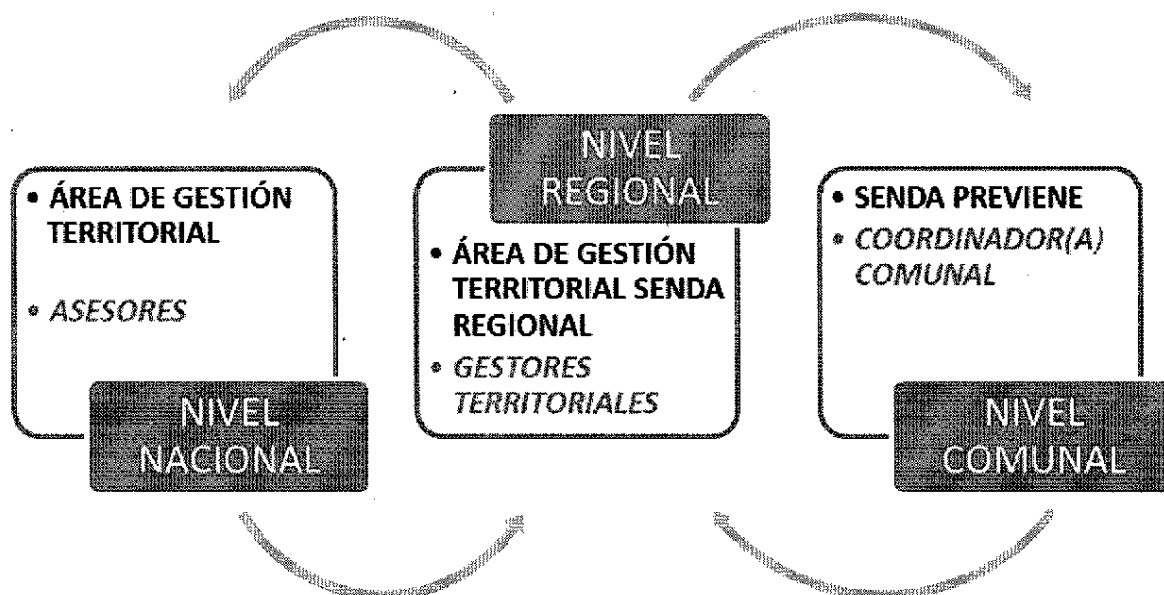 • ÁREA DE GESTIÓN
TERRITORIAL
• ASESORES
NIVEL
NACIONAL
NIVEL
REGIONAL
• ÁREA DE GESTIÓN
TERRITORIAL SENDA
REGIONAL
• GESTORES
TERRITORIALES
• SENDA PREVIENE
• COORDINADOR(A)
COMUNAL
NIVEL
COMUNAL